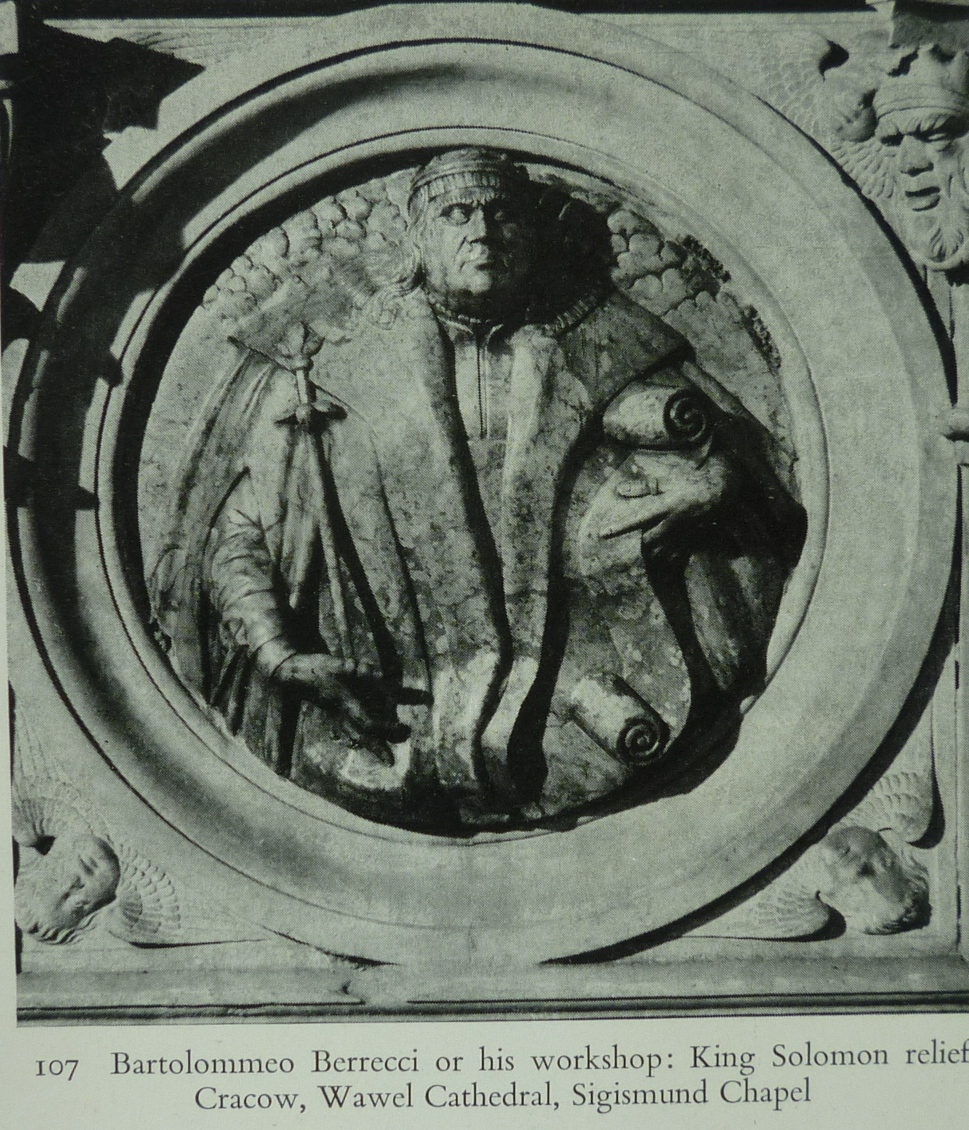 107 Bartolommeo Berrecci or his workshop: King Solomon relief
Cracow, Wawel Cathedral, Sigismund Chapel